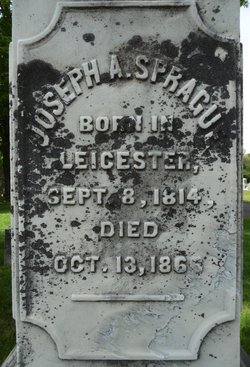 JOSEPH A. SPRAGU
BORN IN
LEICESTER,
SEPT. 8, 1814,
DIED
OCT. 13, 186